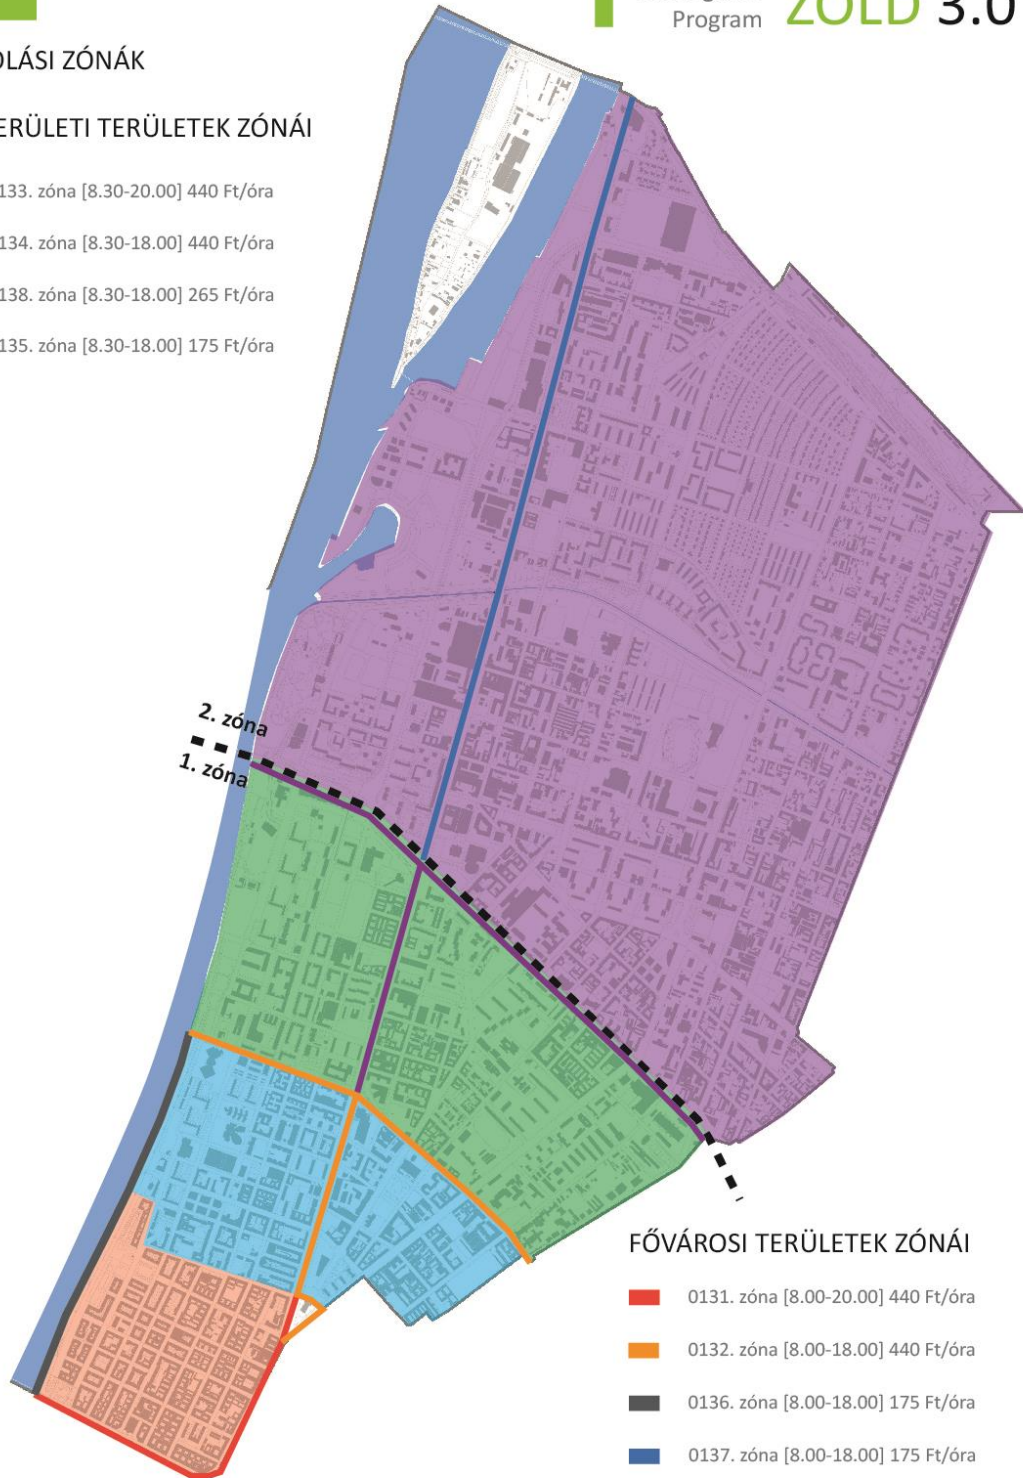 Program ZÖLD 3.0
OLÁSI ZÓNÁK
ERÜLETI TERÜLETEK ZÓNÁI
133. zóna [8.30-20.00] 440 Ft/óra
134. zóna [8.30-18.00] 440 Ft/óra
138. zóna [8.30-18.00] 265 Ft/óra
135. zóna [8.30-18.00] 175 Ft/óra
2. zóna
1. zóna
FŐVÁROSI TERÜLETEK ZÓNÁI
0131. zóna [8.00-20.00] 440 Ft/óra
0132. zóna [8.00-18.00] 440 Ft/óra
0136. zóna [8.00-18.00] 175 Ft/óra
0137. zóna [8.00-18.00] 175 Ft/óra